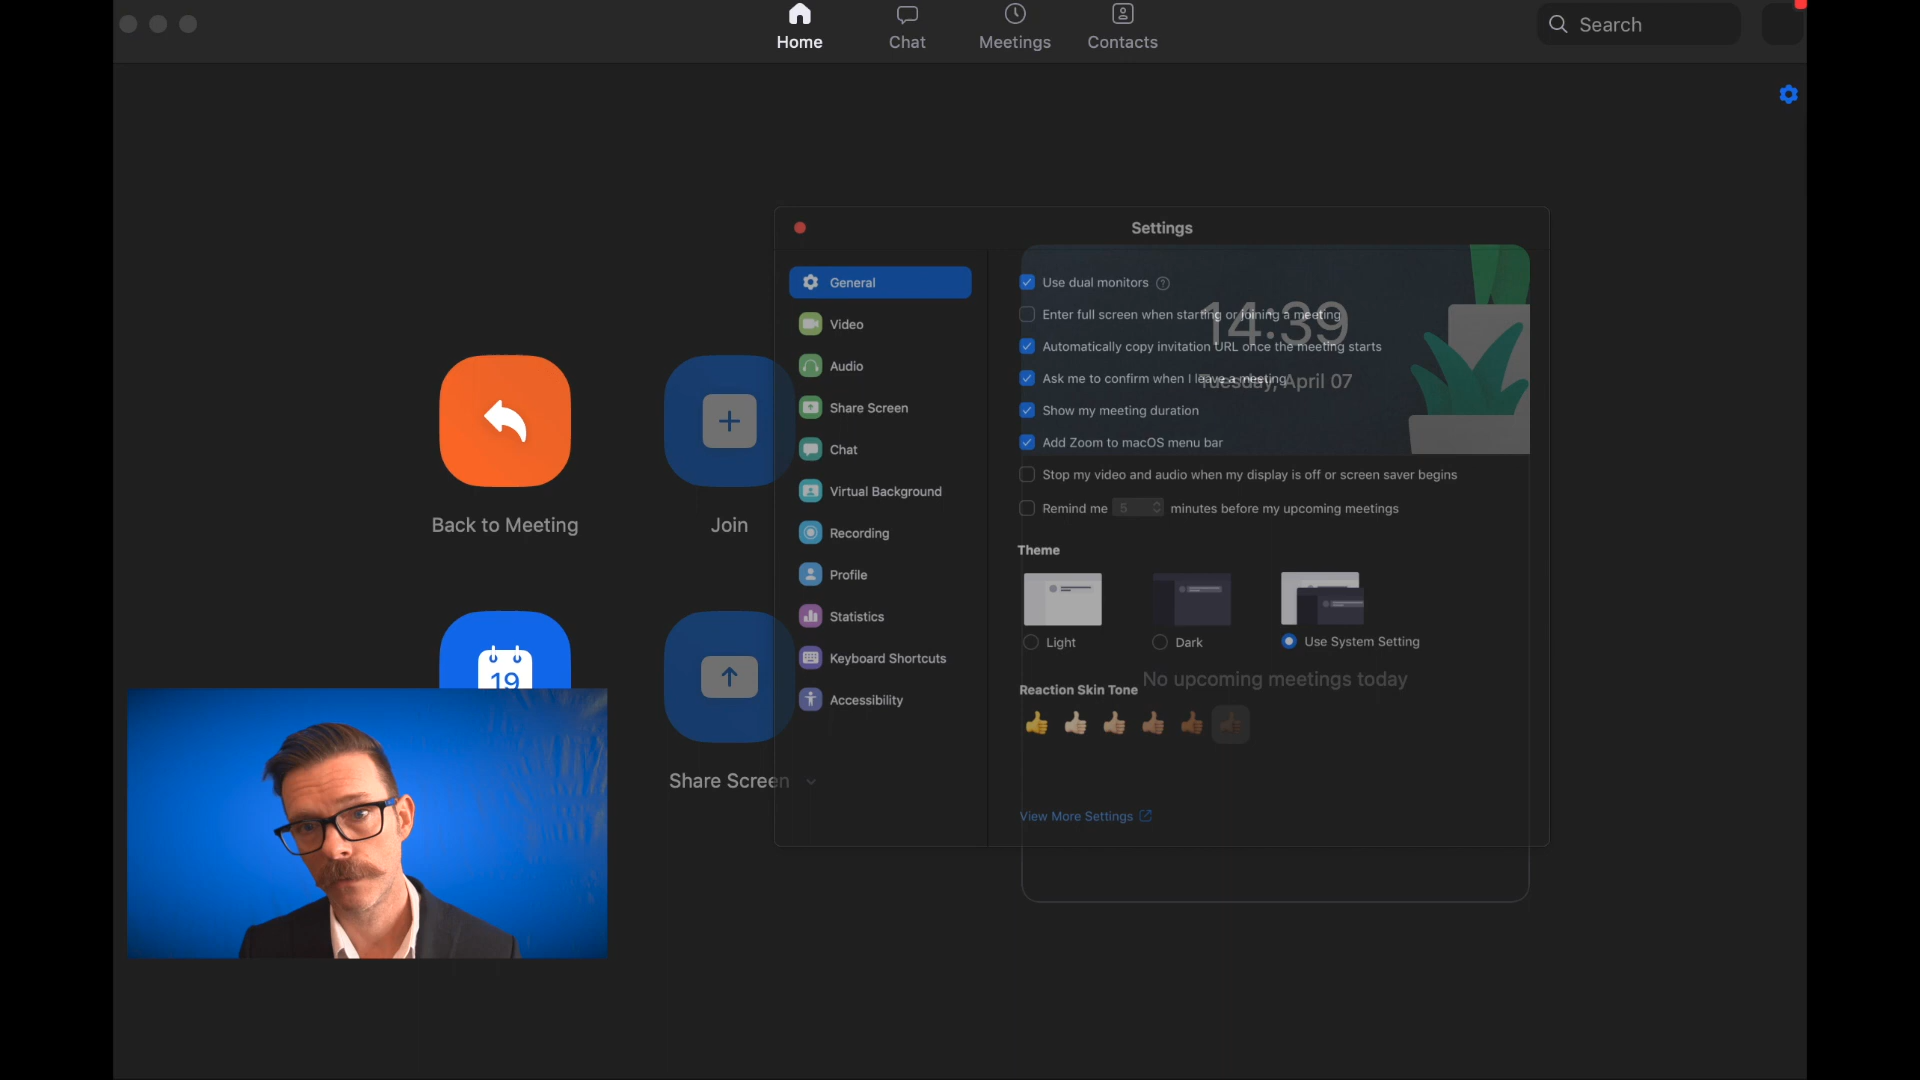 Home
Chat
Meetings
Contacts
Search
Settings
General
Video
Audio
Share Screen
Chat
Virtual Background
Recording
Profile
Statistics
Keyboard Shortcuts
Accessibility
Use dual monitors ?
Enter full screen when starting or joining a meeting
14:39
Automatically copy invitation URL once the meeting starts
Ask me to confirm when I leave a meeting
Tuesday, April 07
Show my meeting duration
Add Zoom to macOS menu bar
Stop my video and audio when my display is off or screen saver begins
Remind me 5 minutes before my upcoming meetings
Theme
Light
Dark
Use System Setting
No upcoming meetings today
Reaction Skin Tone
View More Settings
Back to Meeting
Join
19
Share Screen